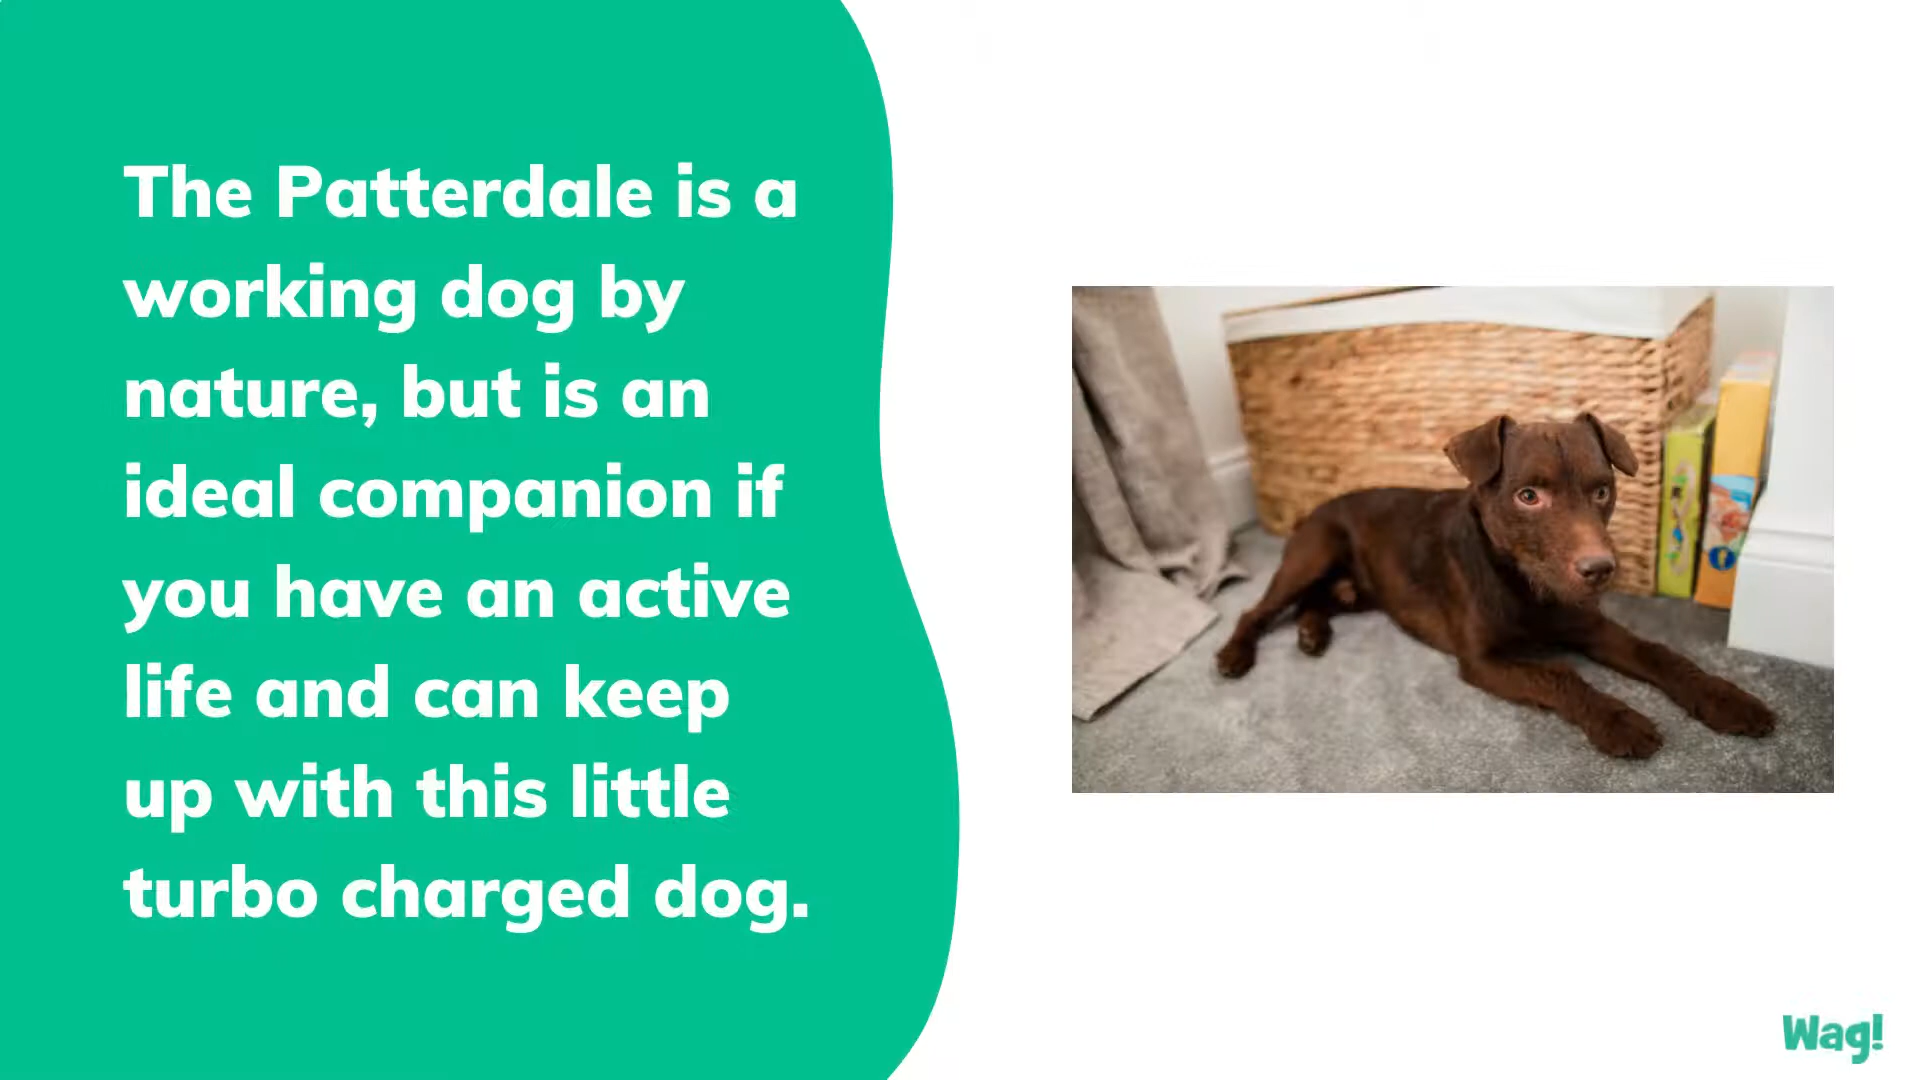 The Patterdale is a
working dog by
nature, but is an
ideal companion if
you have an active
life and can keep
up with this little
turbo charged dog.
Wag!